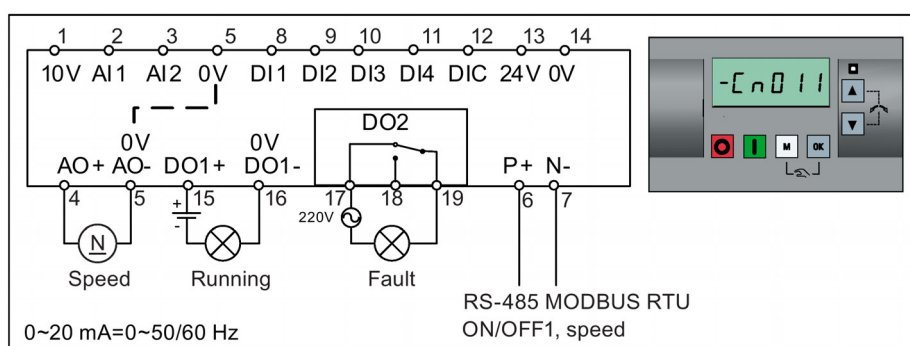 1 2 3 5 8 9 10 11 12 13 14
10V AI1 AI2 0V DI1 DI2 DI3 DI4 DIC 24V 0V
-Cn011
DO2
0V 0V
AO+ AO- DO1+ DO1- P+ N-
M OK
4 5 15 16 17 18 19 6 7
+
-
220V
N
Speed Running Fault
RS-485 MODBUS RTU
ON/OFF1, speed
0~20 mA=0~50/60 Hz